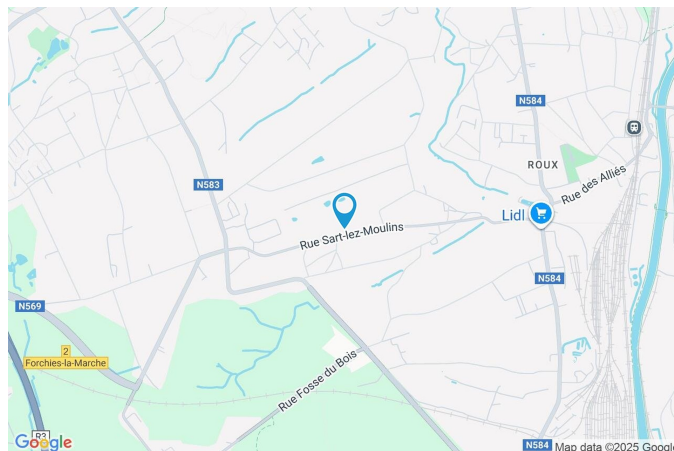 N584
ROUX
Rue des Alliés
N583
Lidl
Rue Sart-lez-Moulins
N584
N569
2
Forchies-la-Marche
Rue Fosse du Bois
R3
Google
N584
Map data ©2025 Google